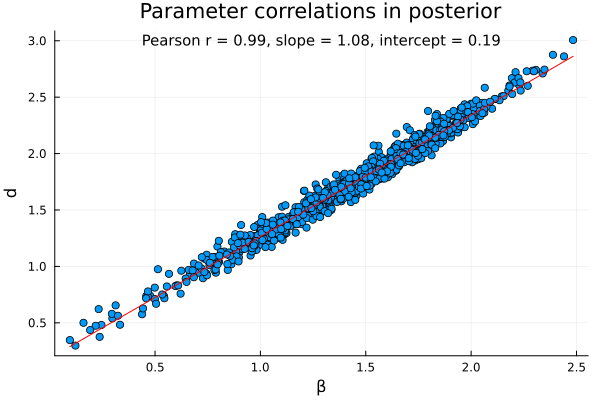 Parameter correlations in posterior
Pearson r = 0.99, slope = 1.08, intercept = 0.19
3.0
2.5
2.0
1.5
1.0
0.5
d
0.5 1.0 1.5 2.0 2.5
β